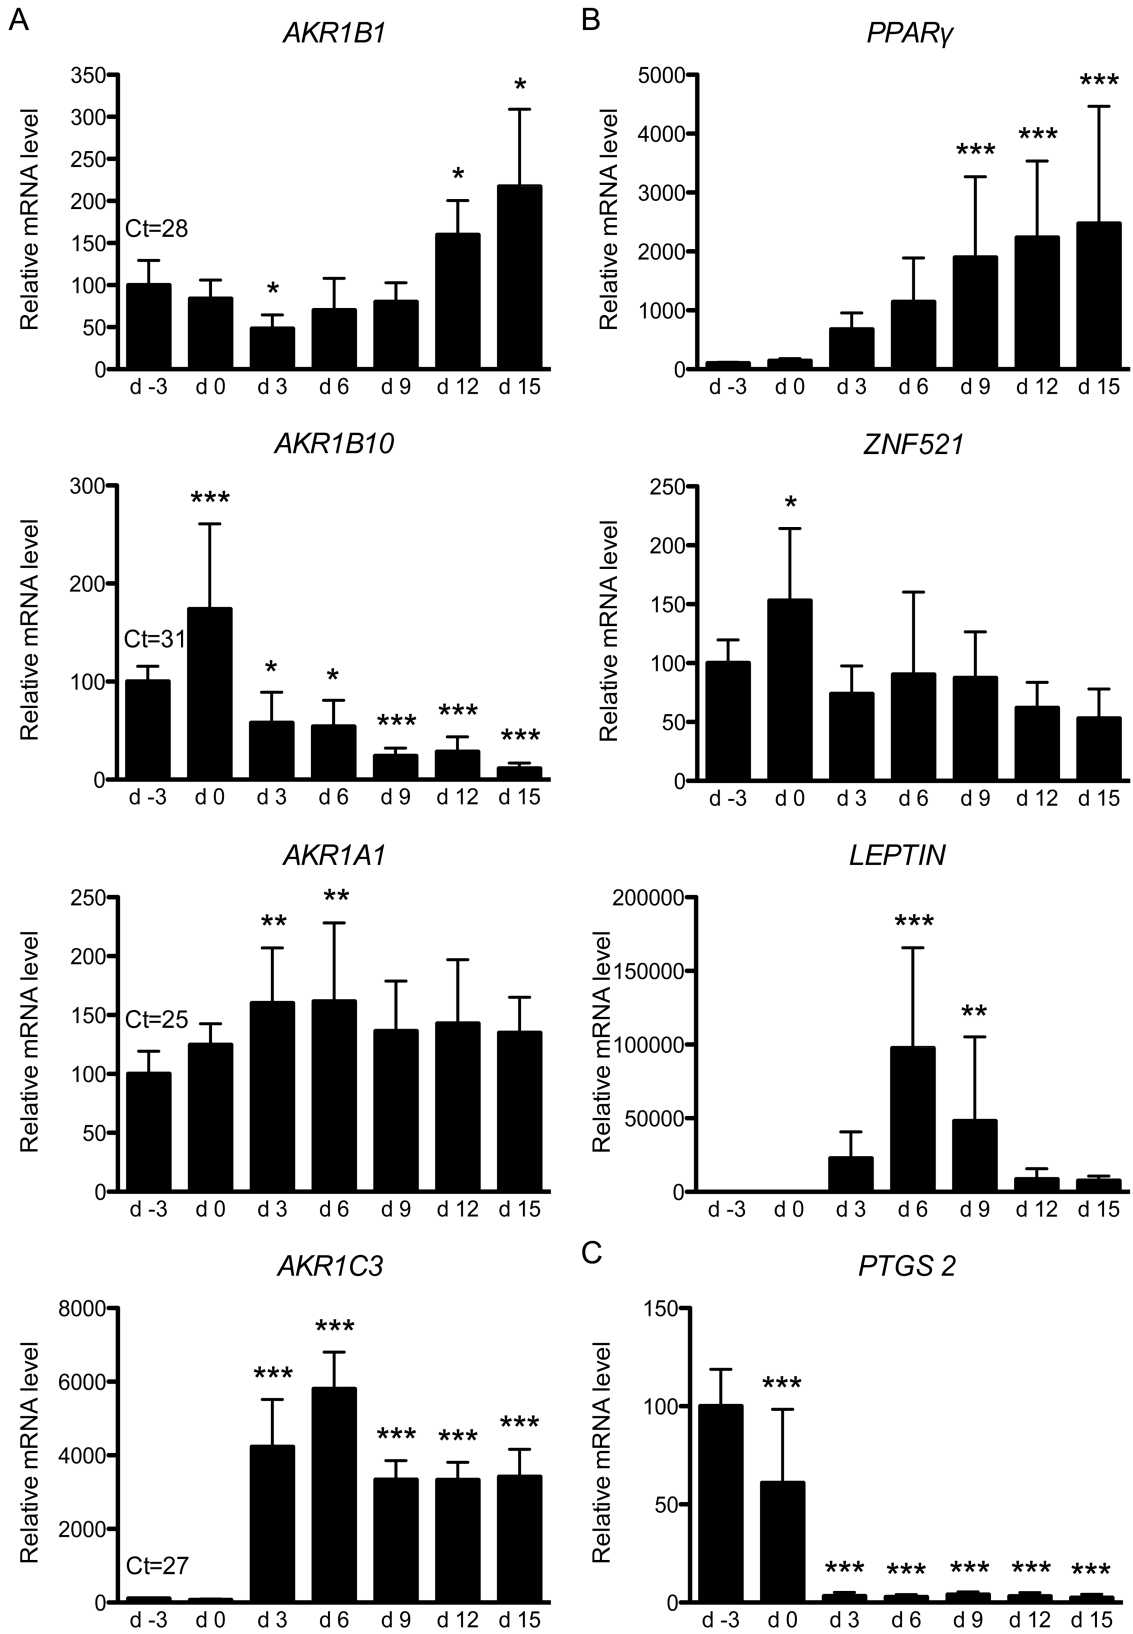 A
AKR1B1
Relative mRNA level
350
300
250
200
150
100
50
0
Ct=28
*
*
*
d -3 d 0 d 3 d 6 d 9 d 12 d 15
AKR1B10
Relative mRNA level
300
200
100
0
Ct=31
***
*
*
***
***
***
d -3 d 0 d 3 d 6 d 9 d 12 d 15
AKR1A1
Relative mRNA level
250
200
150
100
50
0
Ct=25
**
**
d -3 d 0 d 3 d 6 d 9 d 12 d 15
AKR1C3
Relative mRNA level
8000
6000
4000
2000
0
Ct=27
***
***
***
***
***
d -3 d 0 d 3 d 6 d 9 d 12 d 15
B
PPARγ
Relative mRNA level
5000
4000
3000
2000
1000
0
***
***
***
d -3 d 0 d 3 d 6 d 9 d 12 d 15
ZNF521
Relative mRNA level
250
200
150
100
50
0
*
d -3 d 0 d 3 d 6 d 9 d 12 d 15
LEPTIN
Relative mRNA level
200000
150000
100000
50000
0
***
**
d -3 d 0 d 3 d 6 d 9 d 12 d 15
C
PTGS 2
Relative mRNA level
150
100
50
0
***
***
***
***
***
***
d -3 d 0 d 3 d 6 d 9 d 12 d 15